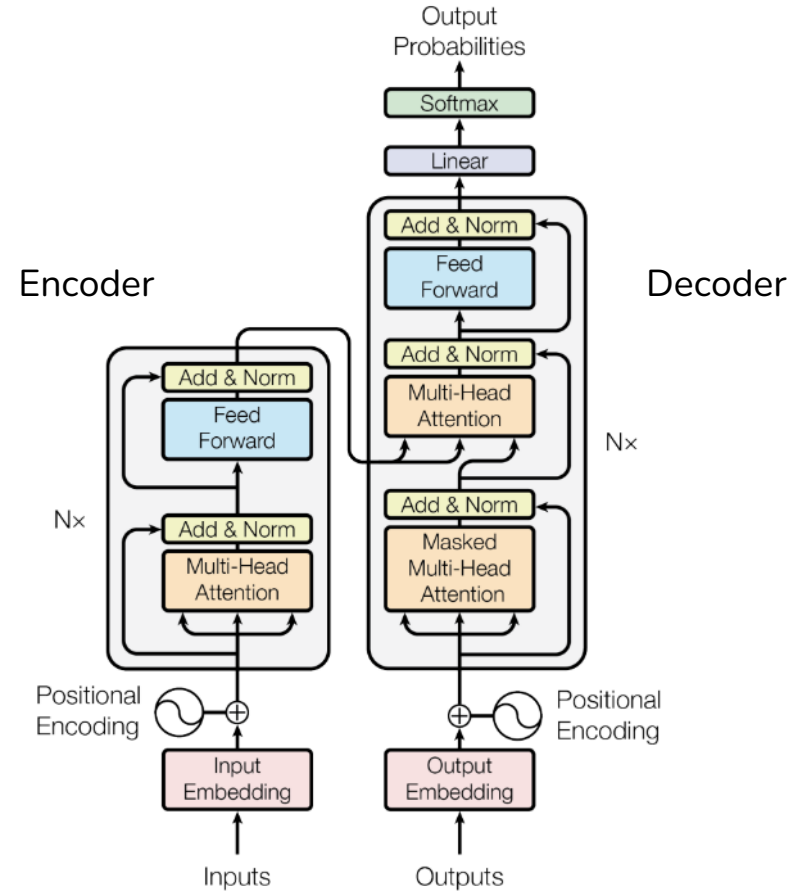 Output
Probabilities
Softmax
Linear
Add & Norm
Feed
Forward
Add & Norm
Multi-Head
Attention
Add & Norm
Masked
Multi-Head
Attention
Nx
Decoder
Encoder
Add & Norm
Feed
Forward
Add & Norm
Multi-Head
Attention
Nx
Positional
Encoding
Positional
Encoding
Input
Embedding
Output
Embedding
Inputs
Outputs